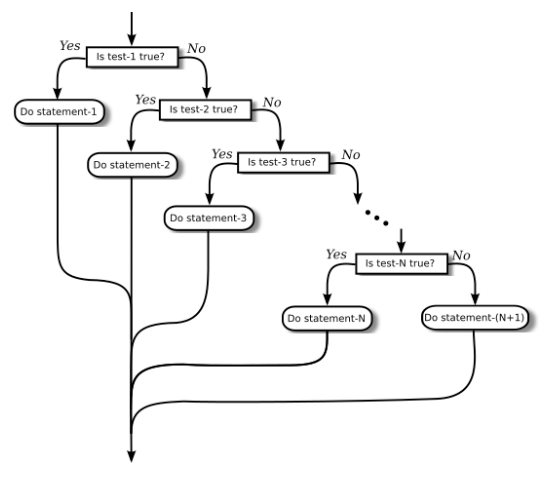 Yes
No
Is test-1 true?
Do statement-1
Yes
No
Is test-2 true?
Do statement-2
Yes
No
Is test-3 true?
Do statement-3
Yes
No
Is test-N true?
Do statement-N
Do statement-(N+1)